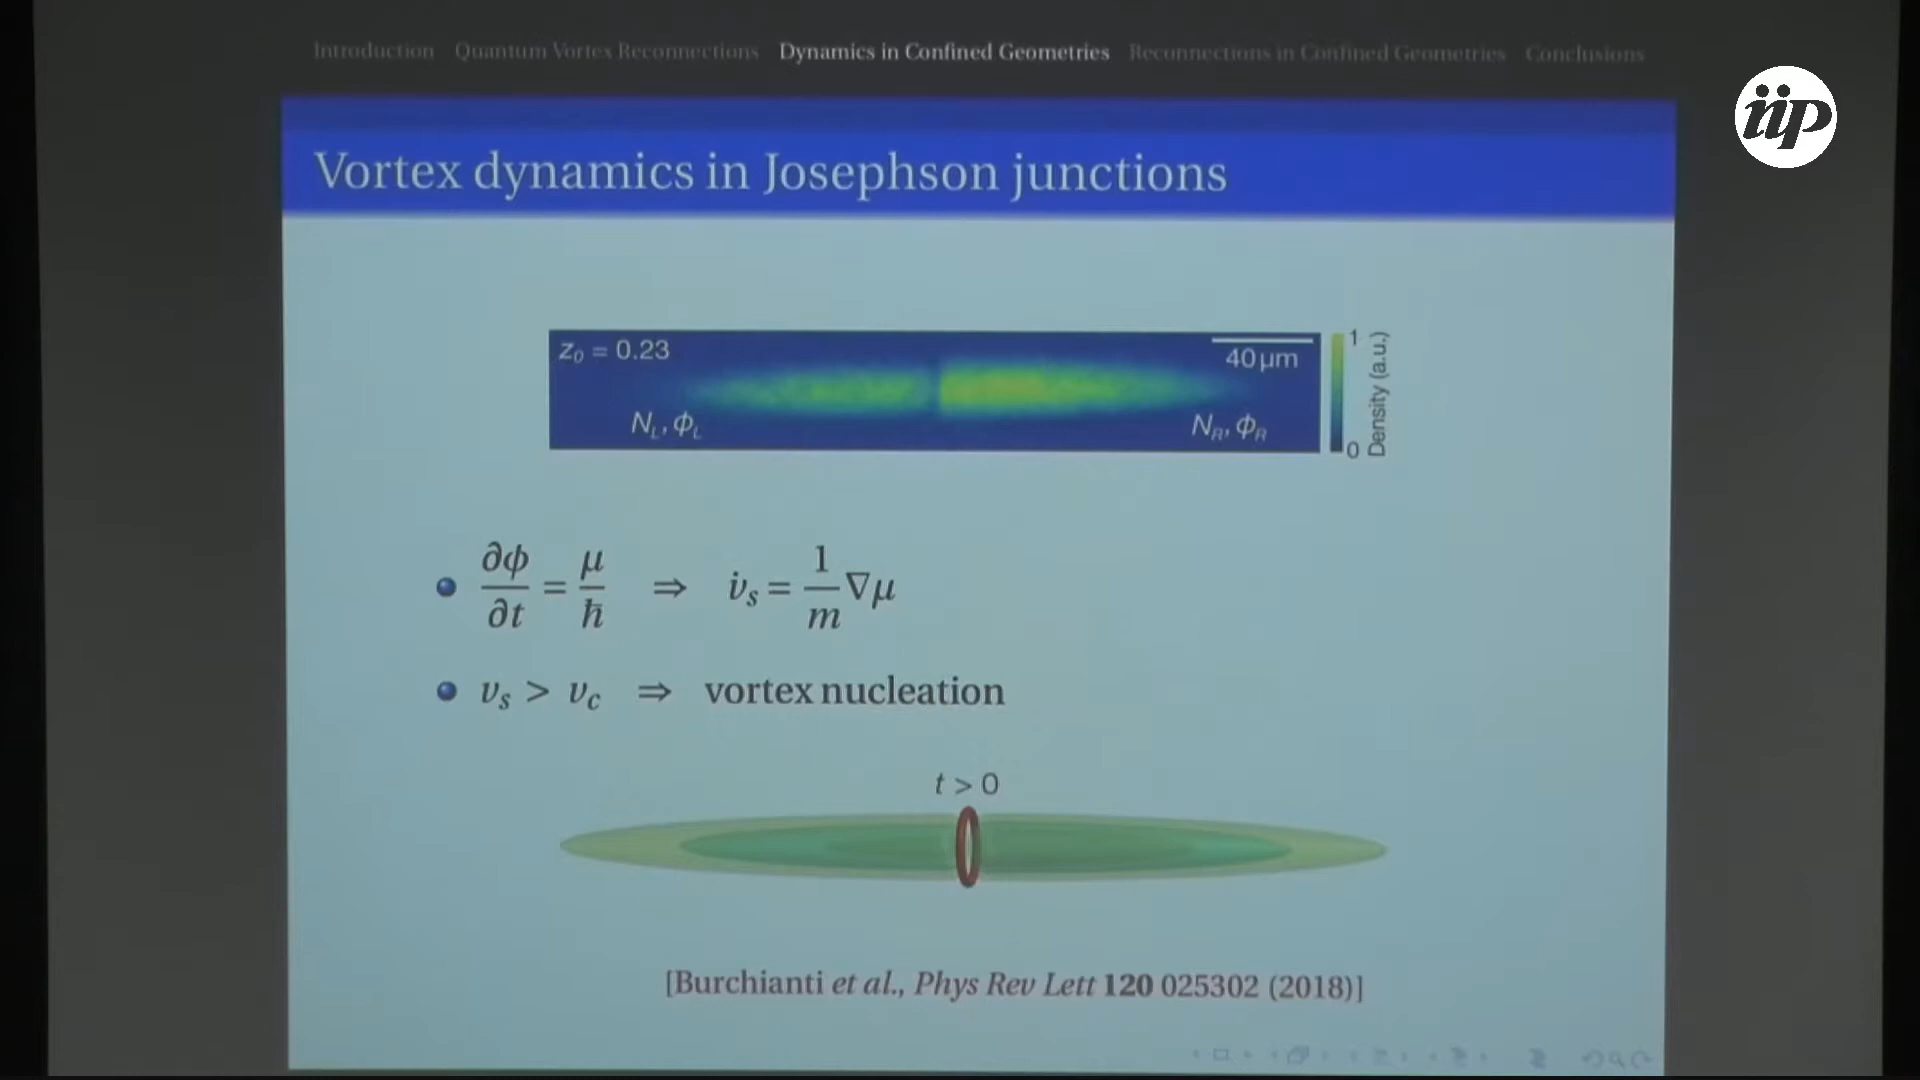 Introduction Quantum Vortex Reconnections Dynamics in Confined Geometries Reconnections in Confined Geometries Conclusions
iip
Vortex dynamics in Josephson junctions
z₀ = 0.23
40 μm
N_L, ϕ_L
N_R, ϕ_R
1
0
Density (a.u.)
∂ϕ/∂t = μ/ħ ⇒ v̇ₛ = 1/m ∇μ
vₛ > v_c ⇒ vortex nucleation
t > 0
[Burchianti et al., Phys Rev Lett 120 025302 (2018)]